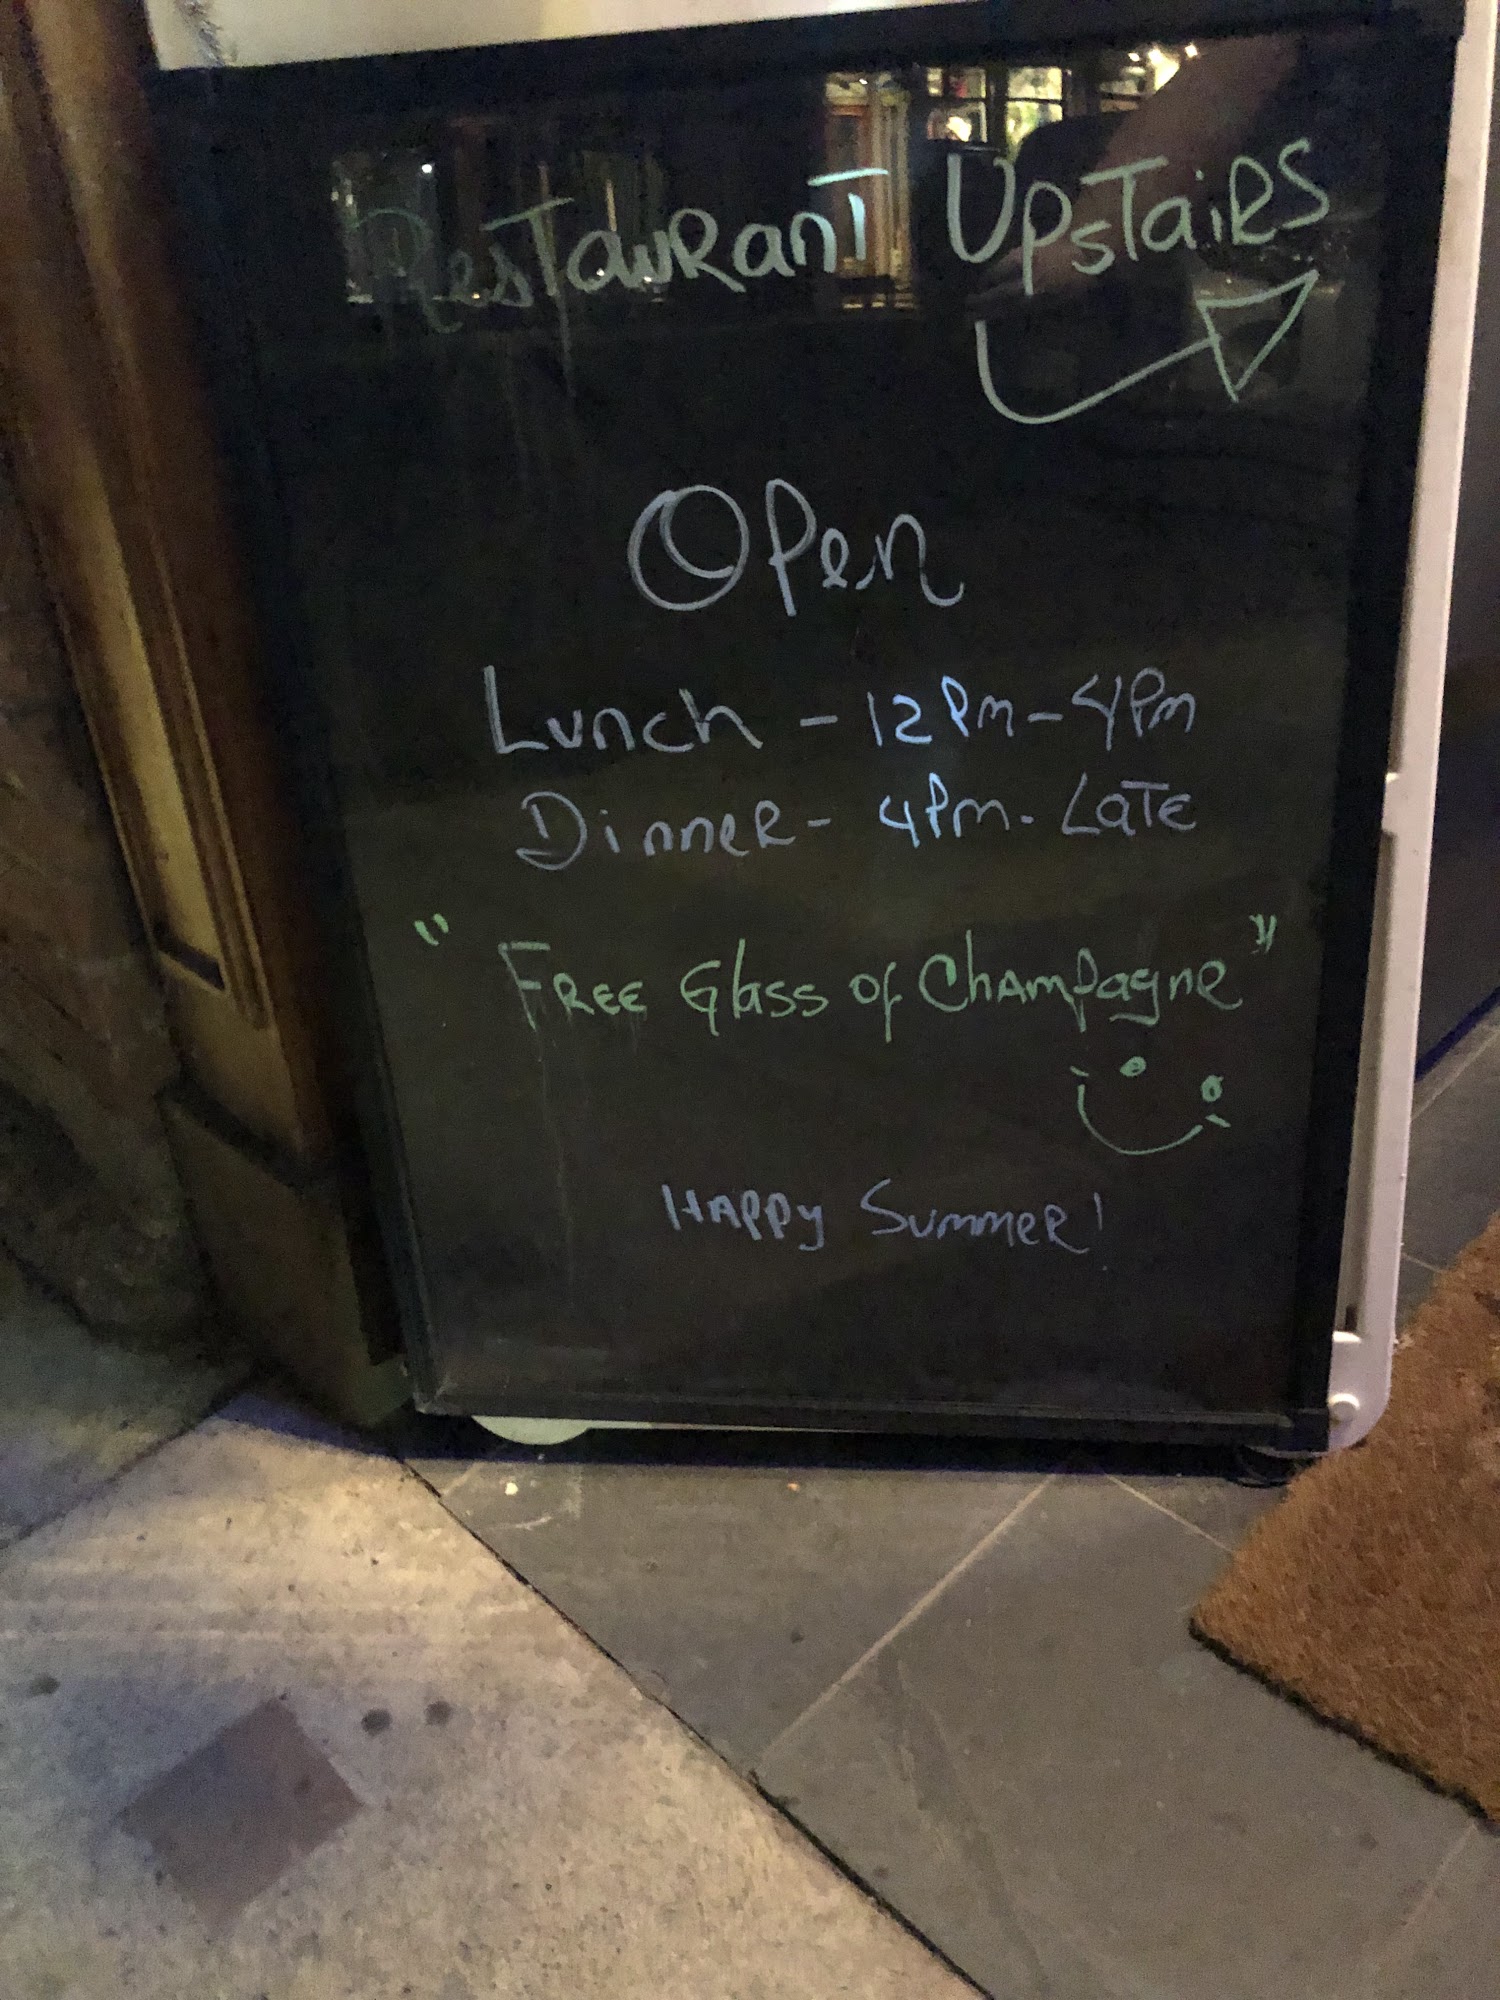 Restaurant Upstairs
Open
Lunch - 12Pm - 4Pm
Dinner - 4Pm - Late
" Free Glass of Champagne "
Happy Summer!